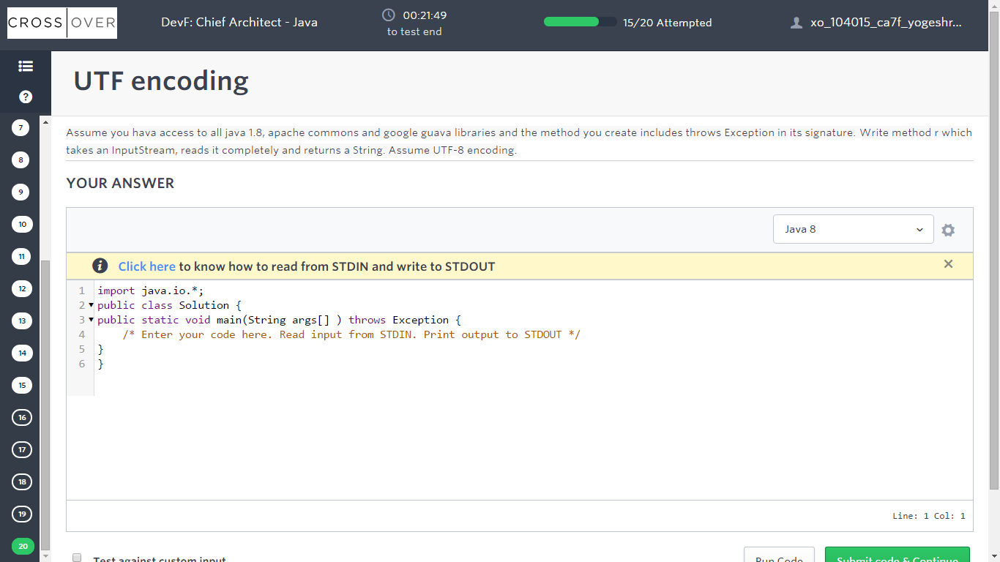 CROSS OVER
DevF: Chief Architect - Java
00:21:49
to test end
15/20 Attempted
xo_104015_ca7f_yogeshr...
?
UTF encoding
7
8
9
10
11
12
13
14
15
16
17
18
19
20
Assume you hava access to all java 1.8, apache commons and google guava libraries and the method you create includes throws Exception in its signature. Write method r which
takes an InputStream, reads it completely and returns a String. Assume UTF-8 encoding.
YOUR ANSWER
Java 8
i Click here to know how to read from STDIN and write to STDOUT
1 import java.io.*;
2 public class Solution {
3 public static void main(String args[] ) throws Exception {
4 /* Enter your code here. Read input from STDIN. Print output to STDOUT */
5 }
6 }
Line: 1 Col: 1
Test against custom input
Run Code
Submit code & Continue